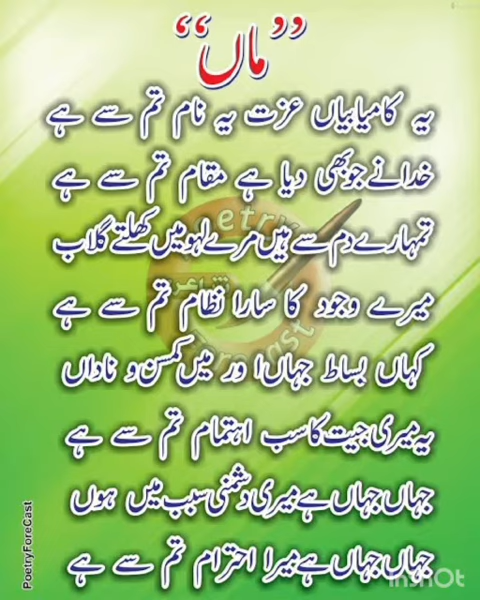 ”ماں“
یہ کامیابیاں عزت یہ نام تم سے ہے
خدا نے جو بھی دیا ہے مقام تم سے ہے
تمہارے دم سے ہیں مرے لہو میں کھلتے گلاب
میرے وجود کا سارا نظام تم سے ہے
کہاں بساط جہاں اور میں کمسن و ناداں
یہ میری جیت کا سب اہتمام تم سے ہے
جہاں جہاں ہے میری دشمنی سبب میں ہوں
جہاں جہاں ہے میرا احترام تم سے ہے
PoetryForeCast
InShOt